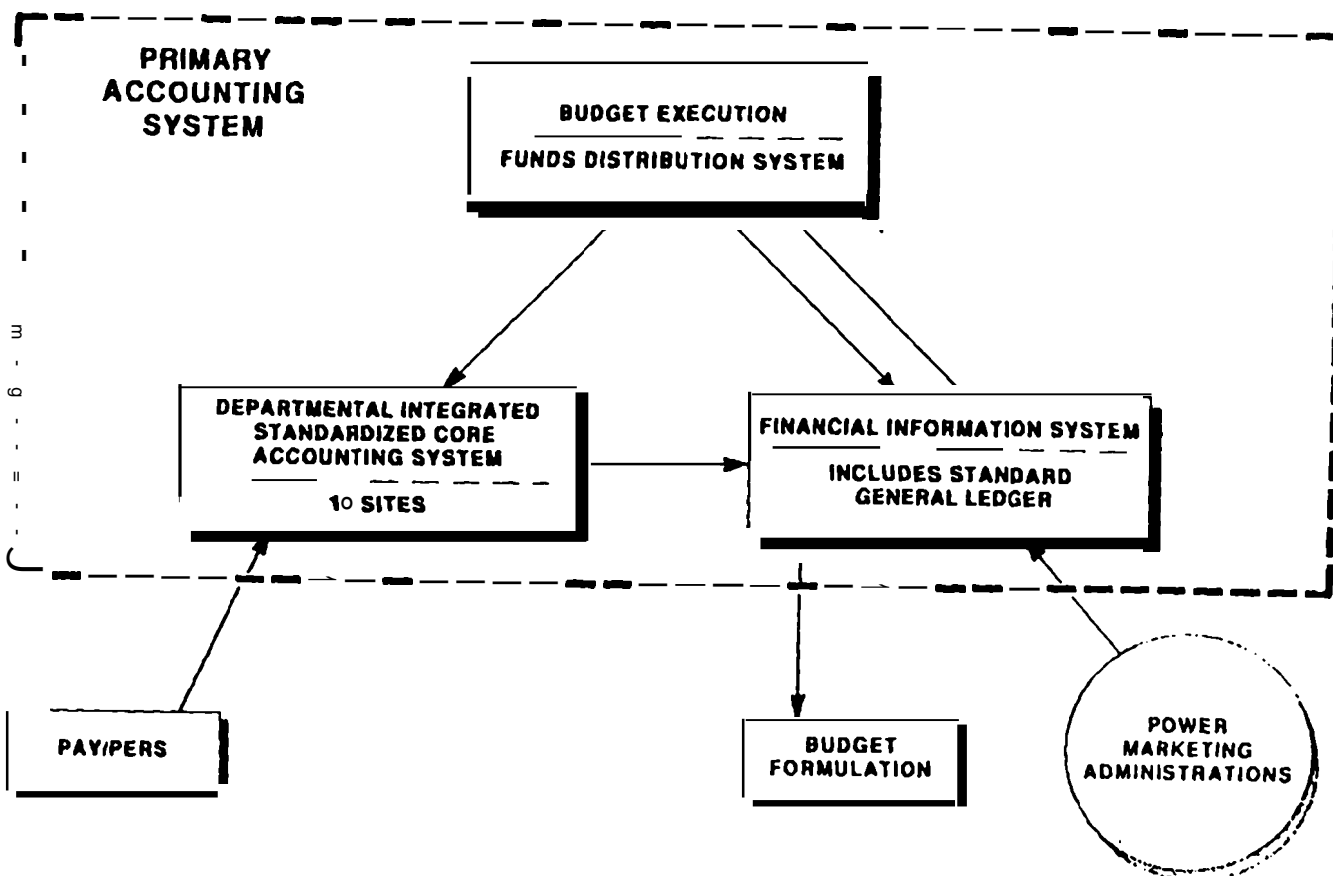 PRIMARY
ACCOUNTING
SYSTEM
BUDGET EXECUTION
FUNDS DISTRIBUTION SYSTEM
DEPARTMENTAL INTEGRATED
STANDARDIZED CORE
ACCOUNTING SYSTEM
10 SITES
FINANCIAL INFORMATION SYSTEM
INCLUDES STANDARD
GENERAL LEDGER
PAY/PERS
BUDGET
FORMULATION
POWER
MARKETING
ADMINISTRATIONS